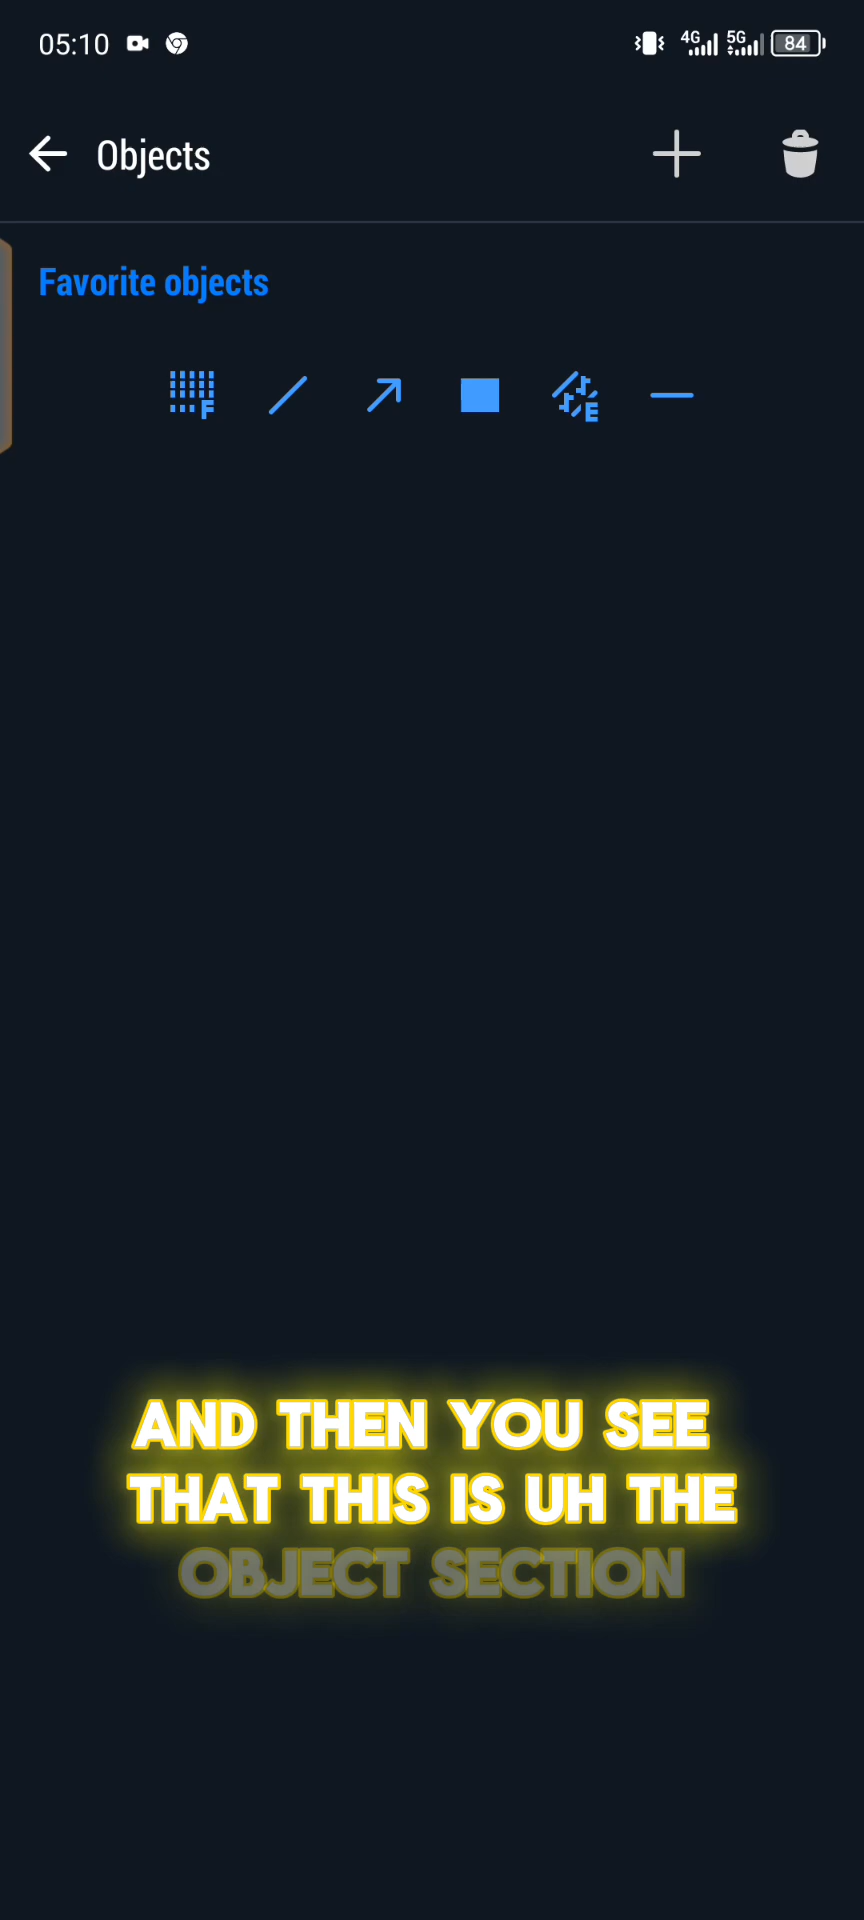 05:10
4G 5G 84
Objects
Favorite objects
F
E
AND THEN YOU SEE
THAT THIS IS UH THE
OBJECT SECTION